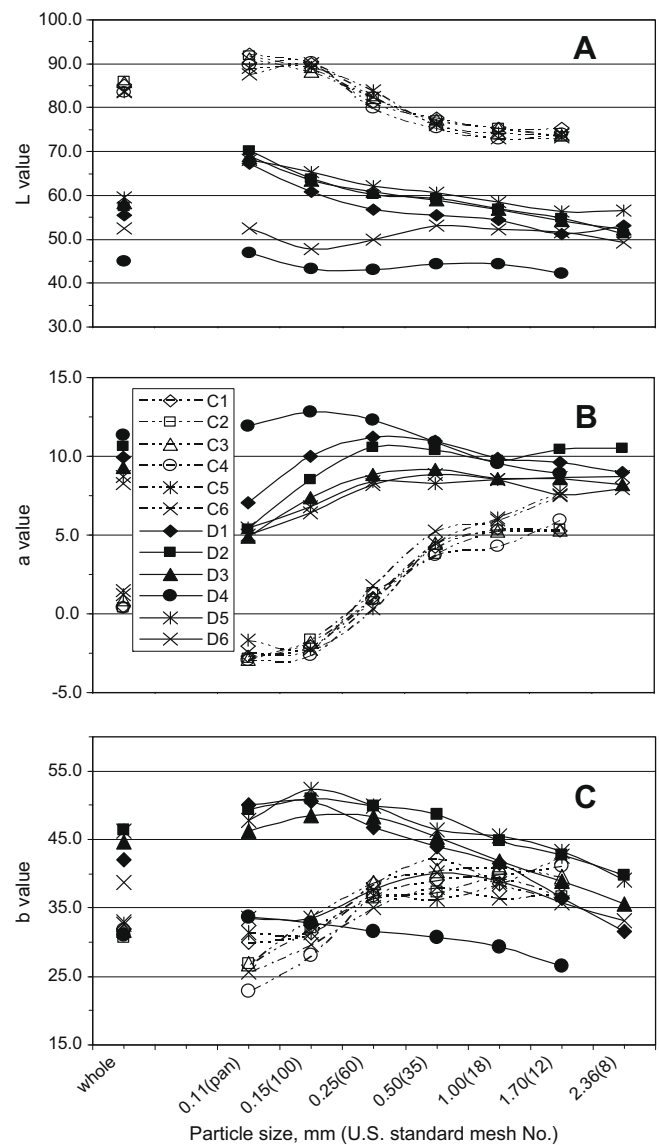 100.0
90.0
80.0
70.0
60.0
50.0
40.0
30.0
L value
A
15.0
10.0
5.0
0.0
-5.0
a value
B
C1
C2
C3
C4
C5
C6
D1
D2
D3
D4
D5
D6
55.0
45.0
35.0
25.0
15.0
b value
C
whole
0.11(pan)
0.15(100)
0.25(60)
0.50(35)
1.00(18)
1.70(12)
2.36(8)
Particle size, mm (U.S. standard mesh No.)